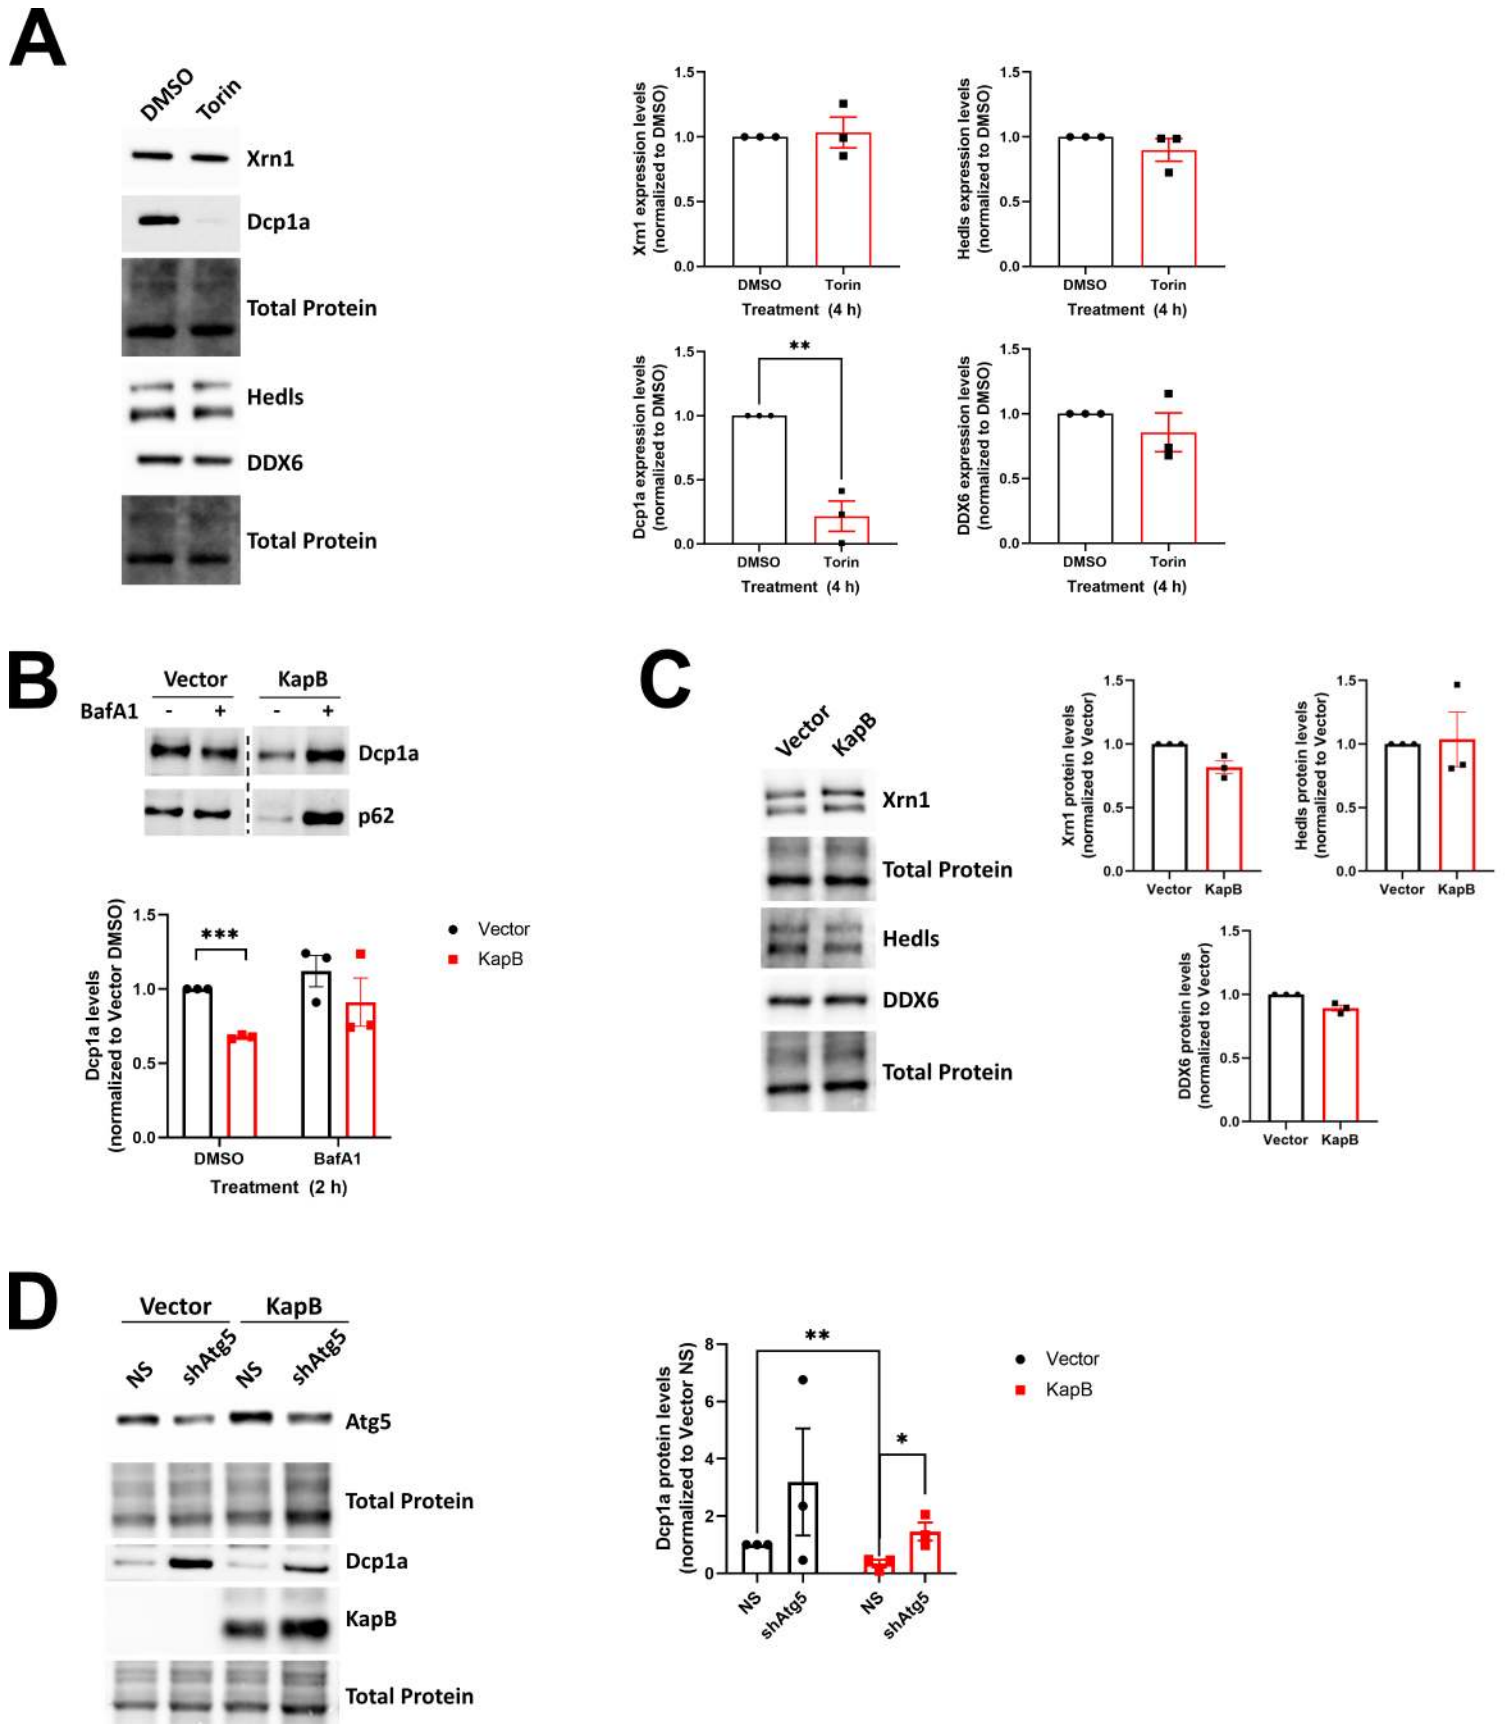 A
DMSO
Torin
Xrn1
Dcp1a
Total Protein
Hedls
DDX6
Total Protein
Xrn1 expression levels
(normalized to DMSO)
1.5
1.0
0.5
0.0
DMSO
Torin
Treatment (4 h)
Hedls expression levels
(normalized to DMSO)
1.5
1.0
0.5
0.0
DMSO
Torin
Treatment (4 h)
Dcp1a expression levels
(normalized to DMSO)
1.5
1.0
0.5
0.0
**
DMSO
Torin
Treatment (4 h)
DDX6 expression levels
(normalized to DMSO)
1.5
1.0
0.5
0.0
DMSO
Torin
Treatment (4 h)
B
Vector
KapB
BafA1
-
+
-
+
Dcp1a
p62
Dcp1a levels
(normalized to Vector DMSO)
1.5
1.0
0.5
0.0
***
Vector
KapB
DMSO
BafA1
Treatment (2 h)
C
Vector
KapB
Xrn1
Total Protein
Hedls
DDX6
Total Protein
Xrn1 protein levels
(normalized to Vector)
1.5
1.0
0.5
0.0
Vector
KapB
Hedls protein levels
(normalized to Vector)
1.5
1.0
0.5
0.0
Vector
KapB
DDX6 protein levels
(normalized to Vector)
1.5
1.0
0.5
0.0
Vector
KapB
D
Vector
KapB
NS
shAtg5
NS
shAtg5
Atg5
Total Protein
Dcp1a
KapB
Total Protein
Dcp1a protein levels
(normalized to Vector NS)
8
6
4
2
0
**
*
Vector
KapB
NS
shAtg5
NS
shAtg5